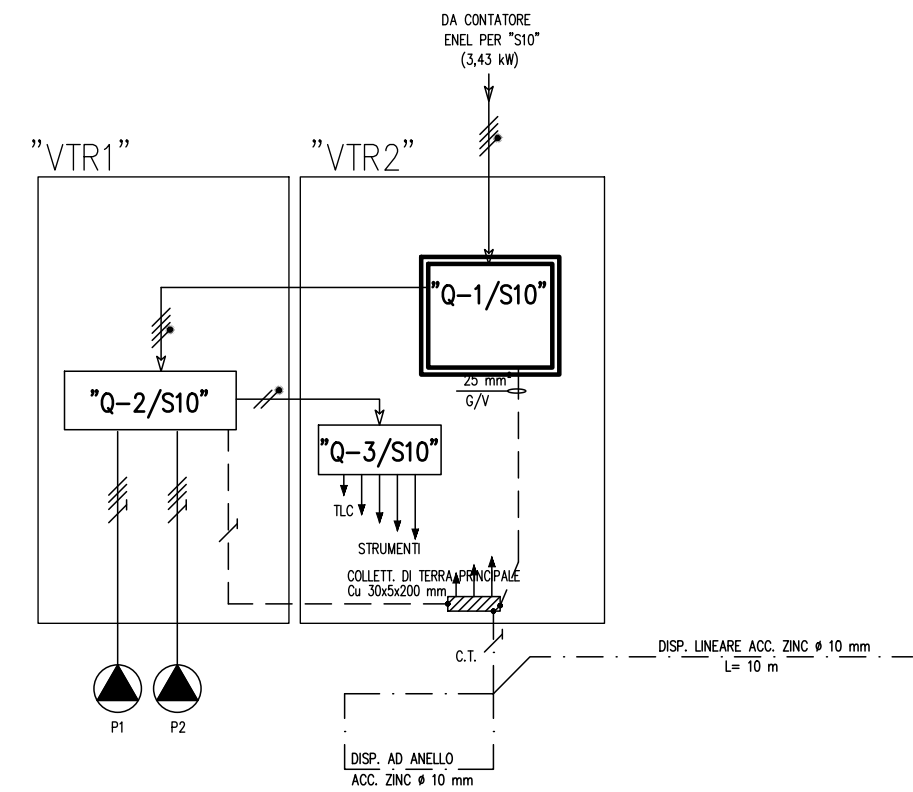 DA CONTATORE
ENEL PER "S10"
(3,43 kW)
"VTR1"
"VTR2"
"Q-1/S10"
25 mm²
G/V
"Q-2/S10"
"Q-3/S10"
TLC
STRUMENTI
COLLETT. DI TERRA PRINCIPALE
Cu 30x5x200 mm
C.T.
DISP. LINEARE ACC. ZINC ø 10 mm
L= 10 m
P1
P2
DISP. AD ANELLO
ACC. ZINC ø 10 mm